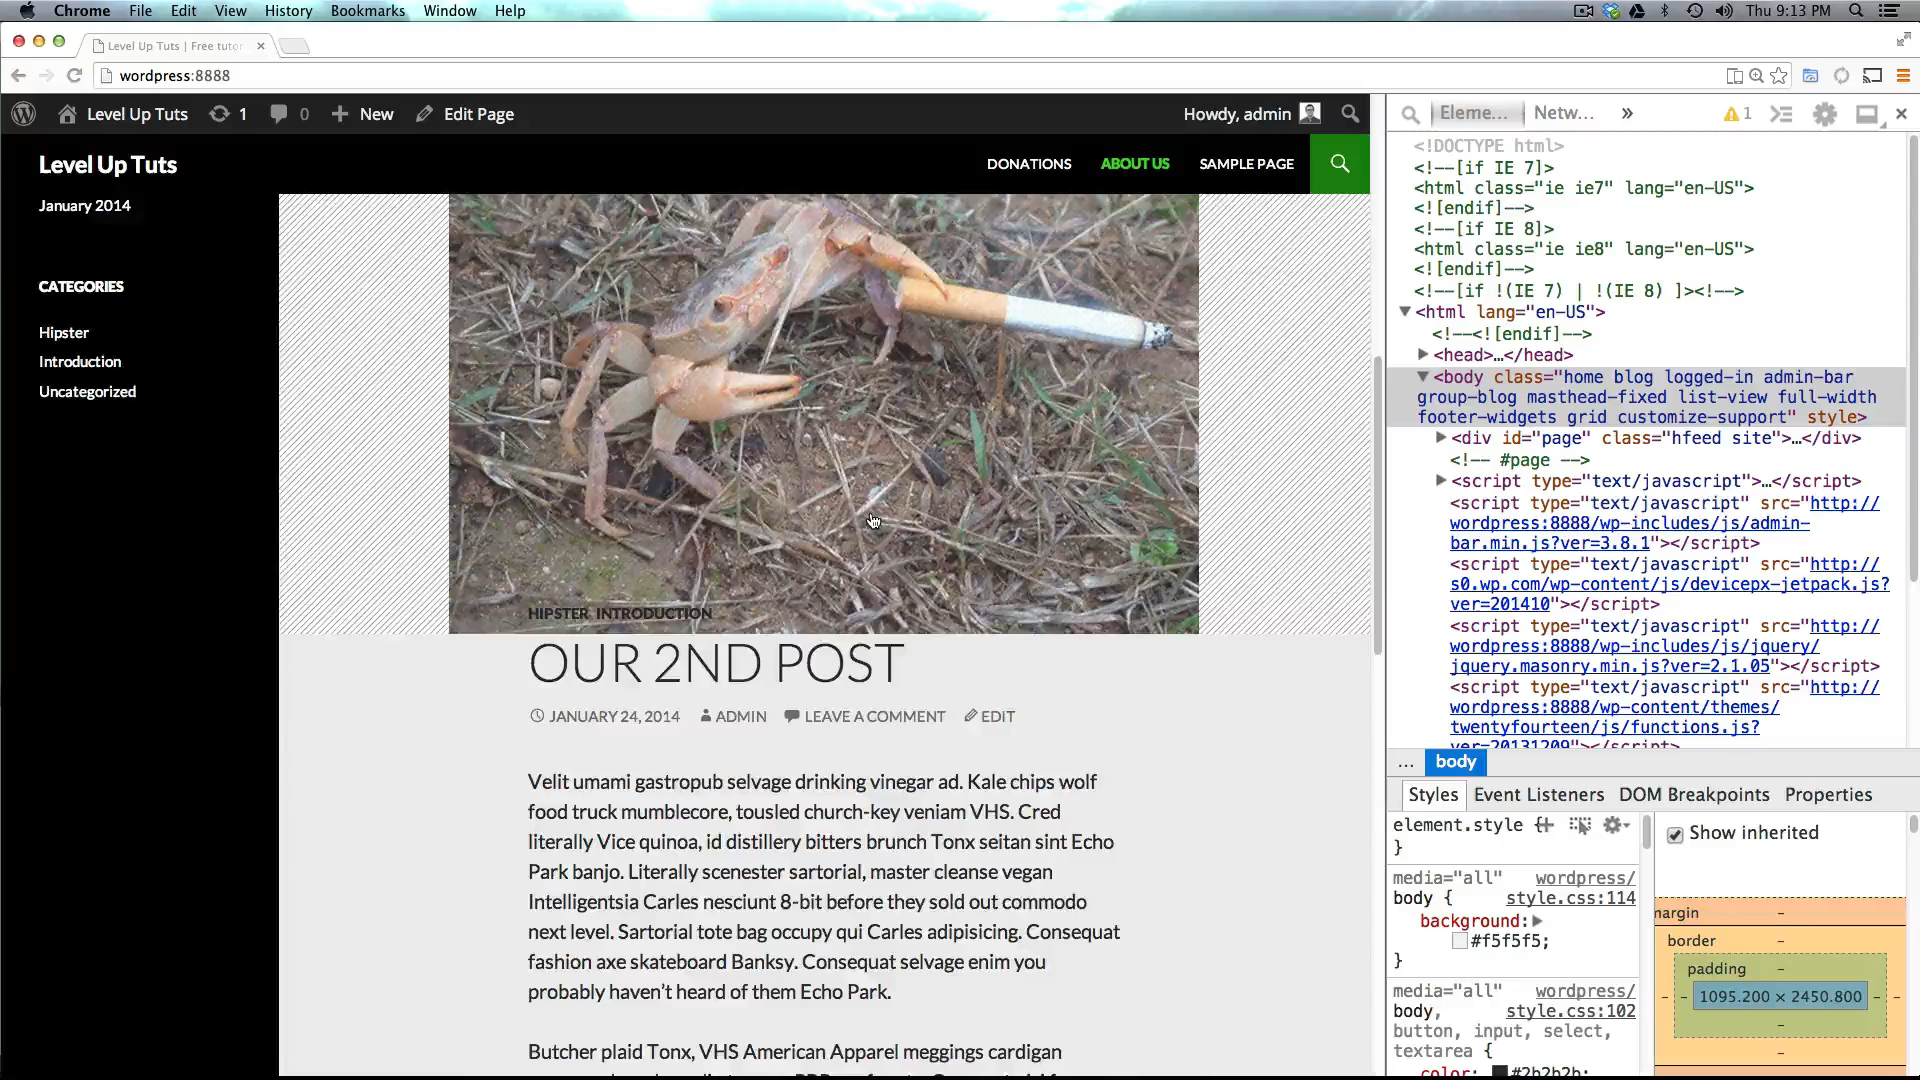 Chrome File Edit View History Bookmarks Window Help
Thu 9:13 PM
Level Up Tuts | Free tutor
wordpress:8888
Level Up Tuts 1 0 New Edit Page
Howdy, admin
Level Up Tuts
DONATIONS ABOUT US SAMPLE PAGE
January 2014
CATEGORIES
Hipster
Introduction
Uncategorized
HIPSTER INTRODUCTION
OUR 2ND POST
JANUARY 24, 2014 ADMIN LEAVE A COMMENT EDIT
Velit umami gastropub selvage drinking vinegar ad. Kale chips wolf
food truck mumblecore, tousled church-key veniam VHS. Cred
literally Vice quinoa, id distillery bitters brunch Tonx seitan sint Echo
Park banjo. Literally scenester sartorial, master cleanse vegan
Intelligentsia Carles nesciunt 8-bit before they sold out commodo
next level. Sartorial tote bag occupy qui Carles adipisicing. Consequat
fashion axe skateboard Banksy. Consequat selvage enim you
probably haven’t heard of them Echo Park.
Butcher plaid Tonx, VHS American Apparel meggings cardigan
Eleme... Netw... » 1
<!DOCTYPE html>
<!--[if IE 7]>
<html class="ie ie7" lang="en-US">
<![endif]-->
<!--[if IE 8]>
<html class="ie ie8" lang="en-US">
<![endif]-->
<!--[if !(IE 7) | !(IE 8) ]><!-->
<html lang="en-US">
<!--<![endif]-->
<head>…</head>
<body class="home blog logged-in admin-bar
group-blog masthead-fixed list-view full-width
footer-widgets grid customize-support" style>
<div id="page" class="hfeed site">…</div>
<!-- #page -->
<script type="text/javascript">…</script>
<script type="text/javascript" src="http://
wordpress:8888/wp-includes/js/admin-
bar.min.js?ver=3.8.1"></script>
<script type="text/javascript" src="http://
s0.wp.com/wp-content/js/devicepx-jetpack.js?
ver=201410"></script>
<script type="text/javascript" src="http://
wordpress:8888/wp-includes/js/jquery/
jquery.masonry.min.js?ver=2.1.05"></script>
<script type="text/javascript" src="http://
wordpress:8888/wp-content/themes/
twentyfourteen/js/functions.js?
ver=20131209"></script>
... body
Styles Event Listeners DOM Breakpoints Properties
element.style {
}
media="all" wordpress/
body { style.css:114
background:
#f5f5f5;
}
media="all" wordpress/
body, style.css:102
button, input, select,
textarea {
color: #2b2b2b;
Show inherited
margin –
border –
padding –
– – 1095.200 × 2450.800 – –
–
–